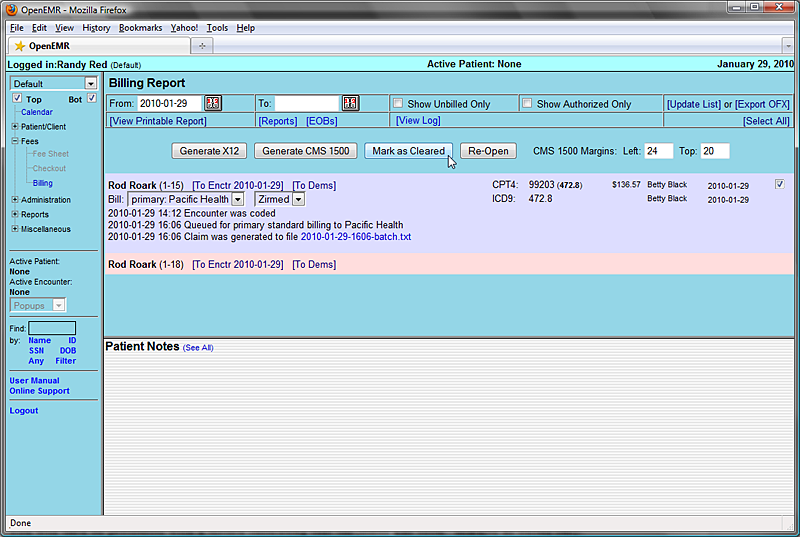 OpenEMR - Mozilla Firefox
File Edit View History Bookmarks Yahoo! Tools Help
OpenEMR
Logged in:Randy Red (Default) Active Patient: None January 29, 2010
Default
Top Bot
Calendar
Patient/Client
Fees
Fee Sheet
Checkout
Billing
Administration
Reports
Miscellaneous
Active Patient:
None
Active Encounter:
None
Popups
Find:
by: Name ID
SSN DOB
Any Filter
User Manual
Online Support
Logout
Billing Report
From: 2010-01-29 To: Show Unbilled Only Show Authorized Only [Update List] or [Export OFX]
[View Printable Report] [Reports] [EOBs] [View Log] [Select All]
Generate X12 Generate CMS 1500 Mark as Cleared Re-Open CMS 1500 Margins: Left: 24 Top: 20
Rod Roark (1-15) [To Enctr 2010-01-29] [To Dems] CPT4: 99203 (472.8) $136.57 Betty Black 2010-01-29
Bill: primary: Pacific Health Zirmed ICD9: 472.8 Betty Black 2010-01-29
2010-01-29 14:12 Encounter was coded
2010-01-29 16:06 Queued for primary standard billing to Pacific Health
2010-01-29 16:06 Claim was generated to file 2010-01-29-1606-batch.txt
Rod Roark (1-18) [To Enctr 2010-01-29] [To Dems]
Patient Notes (See All)
Done